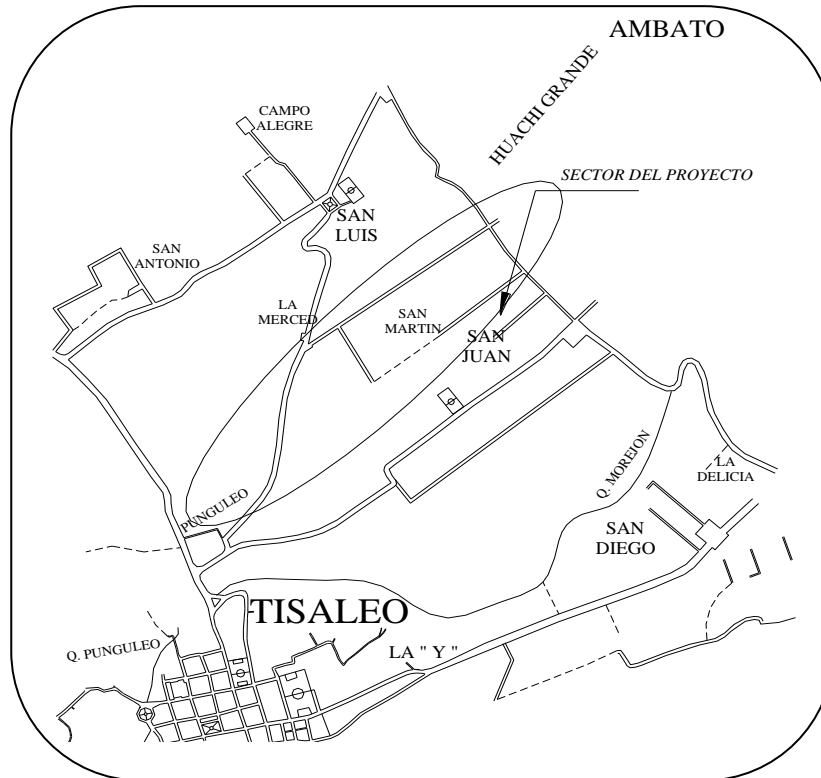 AMBATO
HUACHI GRANDE
CAMPO
ALEGRE
SECTOR DEL PROYECTO
SAN
LUIS
SAN
ANTONIO
LA
MERCED
SAN
MARTIN
SAN
JUAN
Q. MOREJON
LA
DELICIA
PUNGULEO
SAN
DIEGO
TISALEO
Q. PUNGULEO
LA " Y "